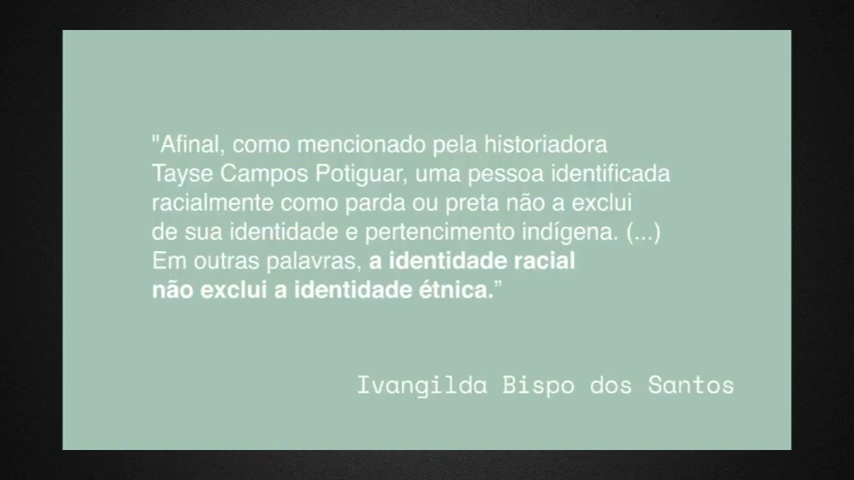 "Afinal, como mencionado pela historiadora
Tayse Campos Potiguar, uma pessoa identificada
racialmente como parda ou preta não a exclui
de sua identidade e pertencimento indígena. (...)
Em outras palavras, a identidade racial
não exclui a identidade étnica.”
Ivangilda Bispo dos Santos